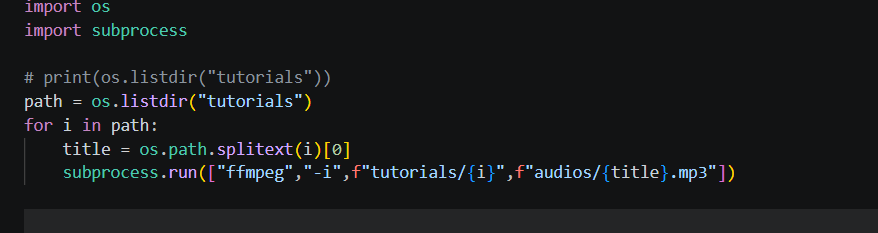 import os
import subprocess
# print(os.listdir("tutorials"))
path = os.listdir("tutorials")
for i in path:
    title = os.path.splitext(i)[0]
    subprocess.run(["ffmpeg","-i",f"tutorials/{i}",f"audios/{title}.mp3"])